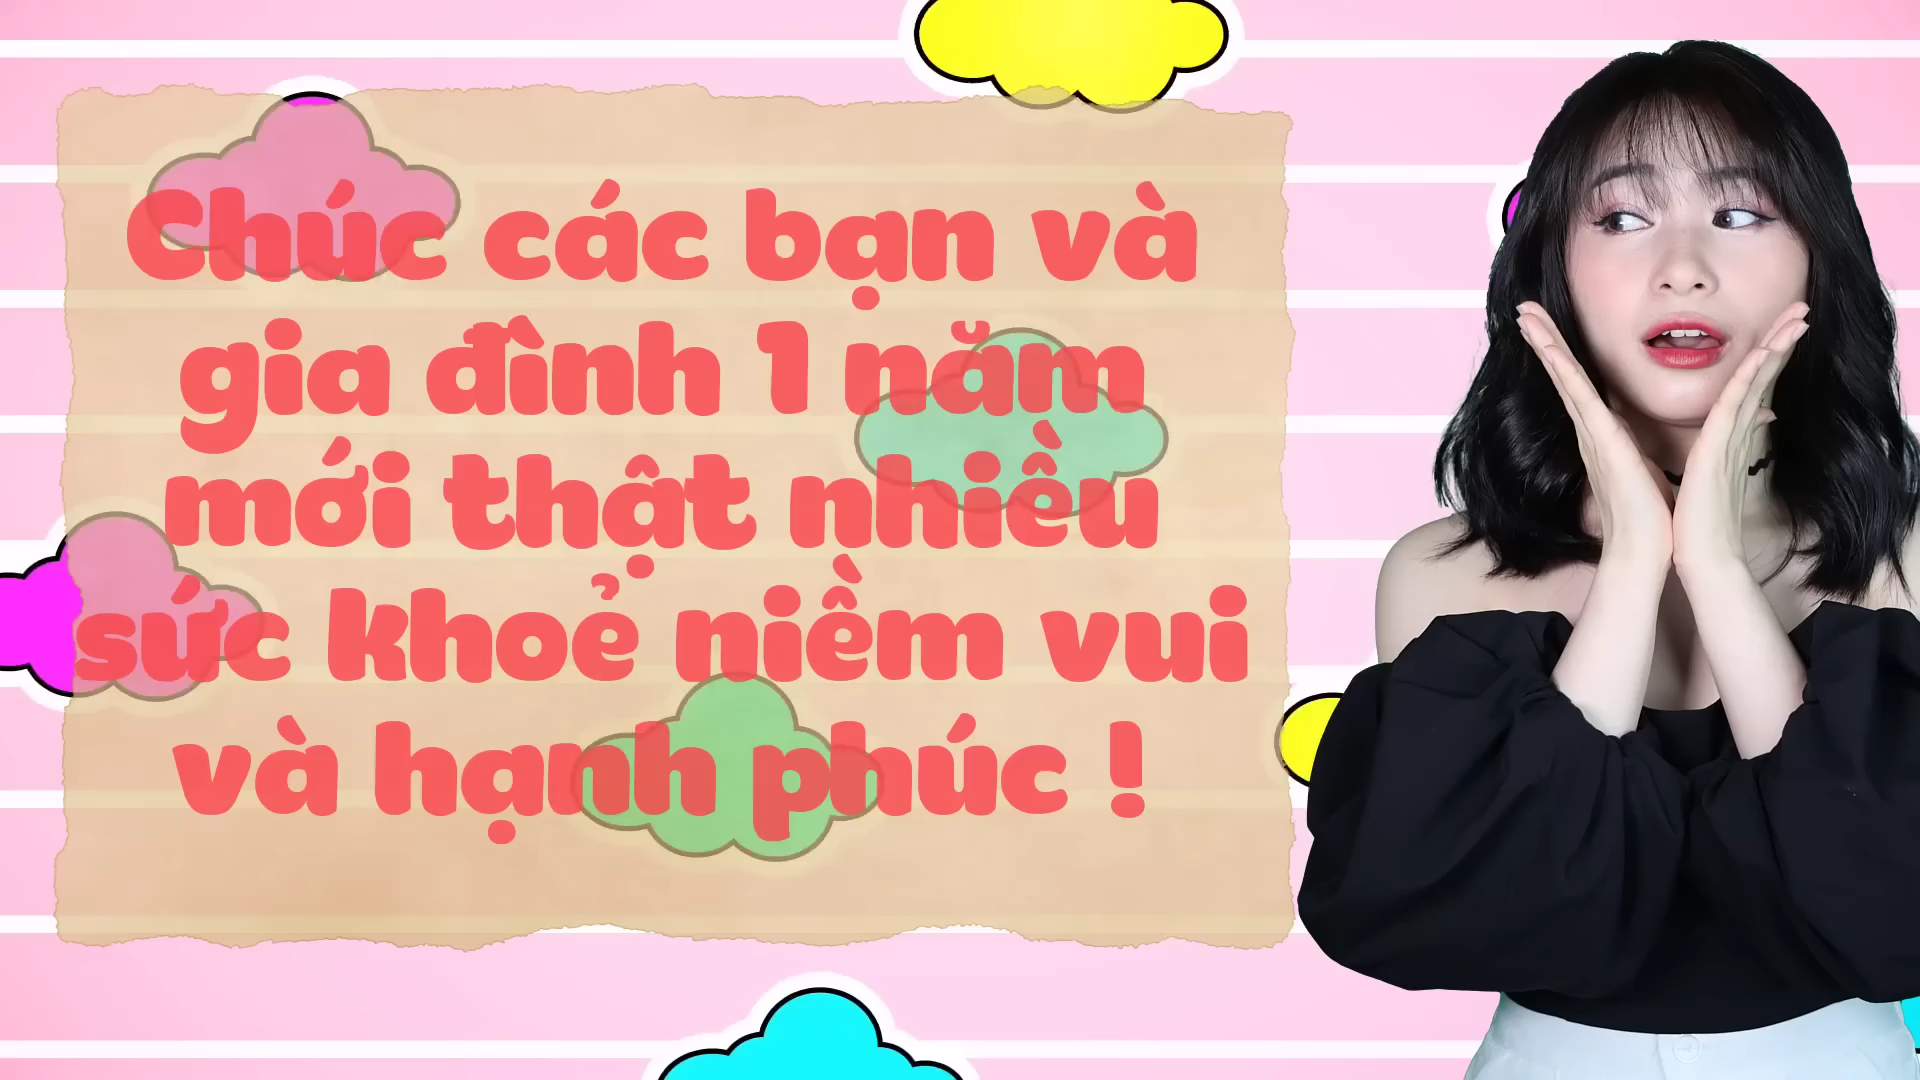 Chúc các bạn và
gia đình 1 năm
mới thật nhiều
sức khoẻ niềm vui
và hạnh phúc !